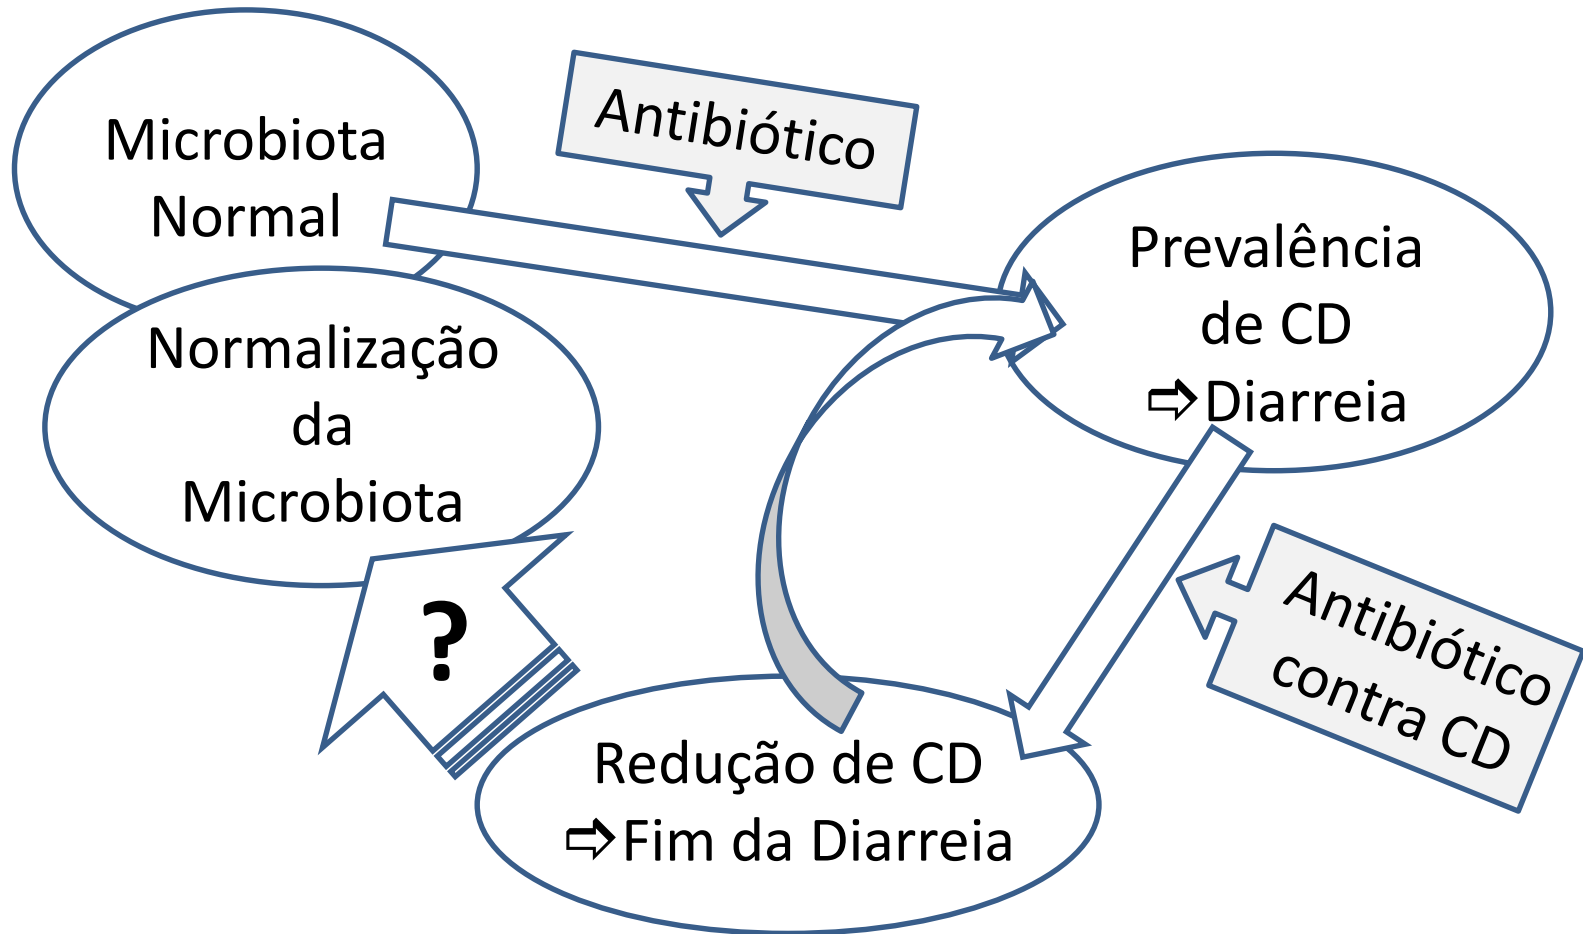 Microbiota
Normal
Antibiótico
Prevalência
de CD
⇨Diarreia
Normalização
da
Microbiota
?
Antibiótico
contra CD
Redução de CD
⇨Fim da Diarreia